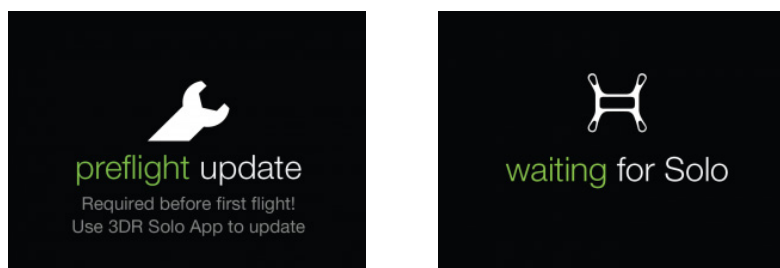 preflight update
Required before first flight!
Use 3DR Solo App to update
waiting for Solo